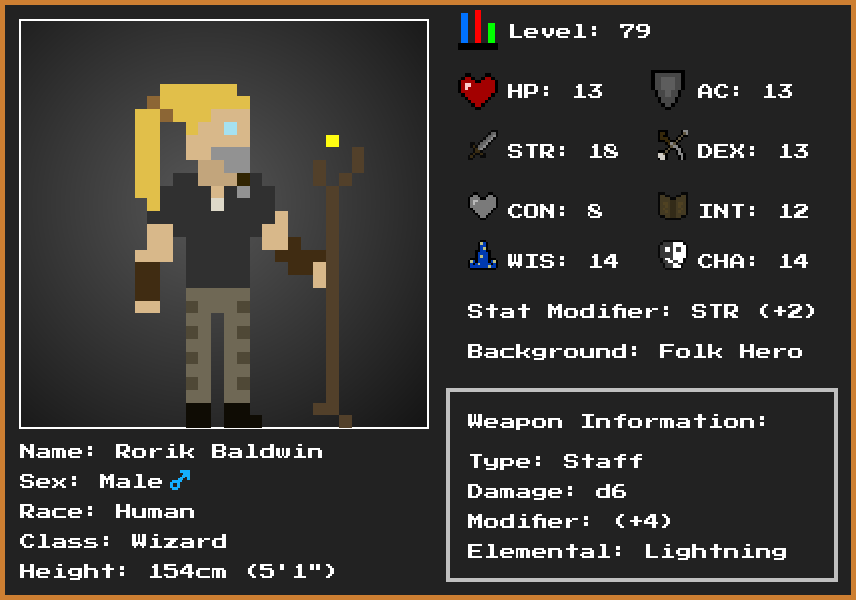 Level: 79
HP: 13
AC: 13
STR: 18
DEX: 13
CON: 8
INT: 12
WIS: 14
CHA: 14
Stat Modifier: STR (+2)
Background: Folk Hero
Weapon Information:
Type: Staff
Damage: d6
Modifier: (+4)
Elemental: Lightning
Name: Rorik Baldwin
Sex: Male♂
Race: Human
Class: Wizard
Height: 154cm (5'1")